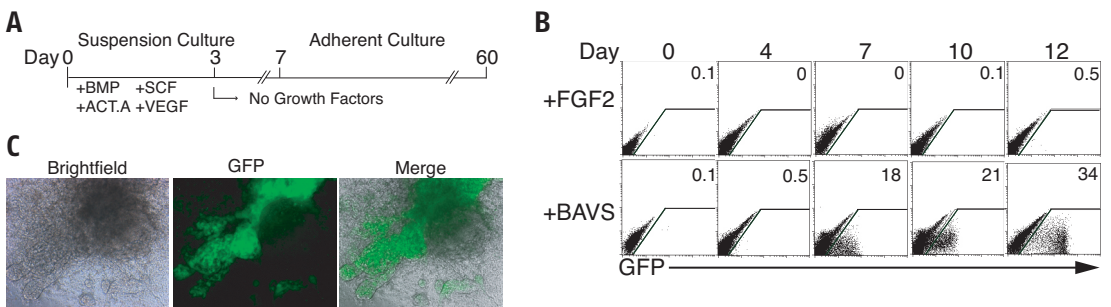 A
Suspension Culture Adherent Culture
Day 0 3 7 60
+BMP +SCF
+ACT.A +VEGF
No Growth Factors
B
Day 0 4 7 10 12
+FGF2 0.1 0 0 0.1 0.5
+BAVS 0.1 0.5 18 21 34
GFP
C
Brightfield GFP Merge